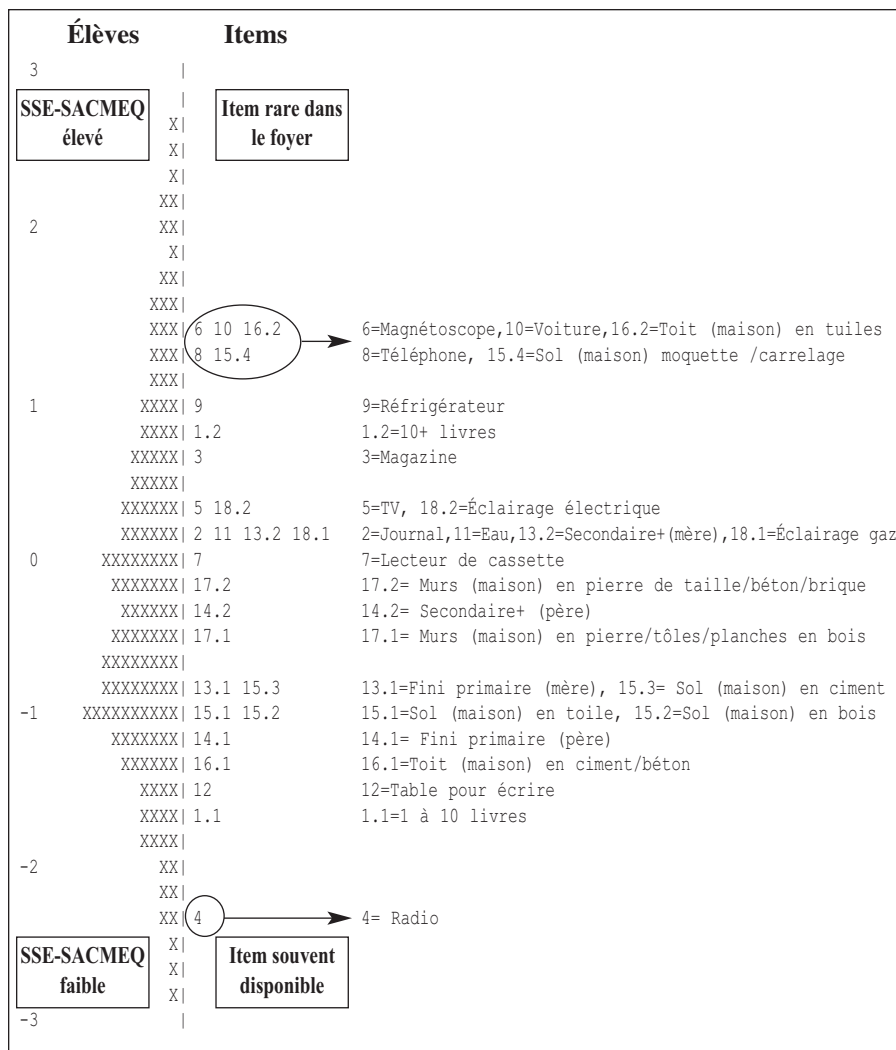 Élèves Items
3 |
SSE-SACMEQ élevé | Item rare dans le foyer
X|
X|
X|
XX|
2 XX|
X|
XX|
XXX|
XXX| 6 10 16.2 6=Magnétoscope,10=Voiture,16.2=Toit (maison) en tuiles
XXX| 8 15.4 8=Téléphone, 15.4=Sol (maison) moquette /carrelage
XXX|
1 XXXX| 9 9=Réfrigérateur
XXXX| 1.2 1.2=10+ livres
XXXXX| 3 3=Magazine
XXXXX|
XXXXXX| 5 18.2 5=TV, 18.2=Éclairage électrique
XXXXXX| 2 11 13.2 18.1 2=Journal,11=Eau,13.2=Secondaire+(mère),18.1=Éclairage gaz
0 XXXXXXXX| 7 7=Lecteur de cassette
XXXXXXX| 17.2 17.2= Murs (maison) en pierre de taille/béton/brique
XXXXXX| 14.2 14.2= Secondaire+ (père)
XXXXXXX| 17.1 17.1= Murs (maison) en pierre/tôles/planches en bois
XXXXXXXX|
XXXXXXXX| 13.1 15.3 13.1=Fini primaire (mère), 15.3= Sol (maison) en ciment
-1 XXXXXXXXXX| 15.1 15.2 15.1=Sol (maison) en toile, 15.2=Sol (maison) en bois
XXXXXXX| 14.1 14.1= Fini primaire (père)
XXXXXX| 16.1 16.1=Toit (maison) en ciment/béton
XXXX| 12 12=Table pour écrire
XXXX| 1.1 1.1=1 à 10 livres
XXXX|
-2 XX|
XX|
XX| 4 4= Radio
SSE-SACMEQ faible X| Item souvent disponible
X|
X|
-3 |